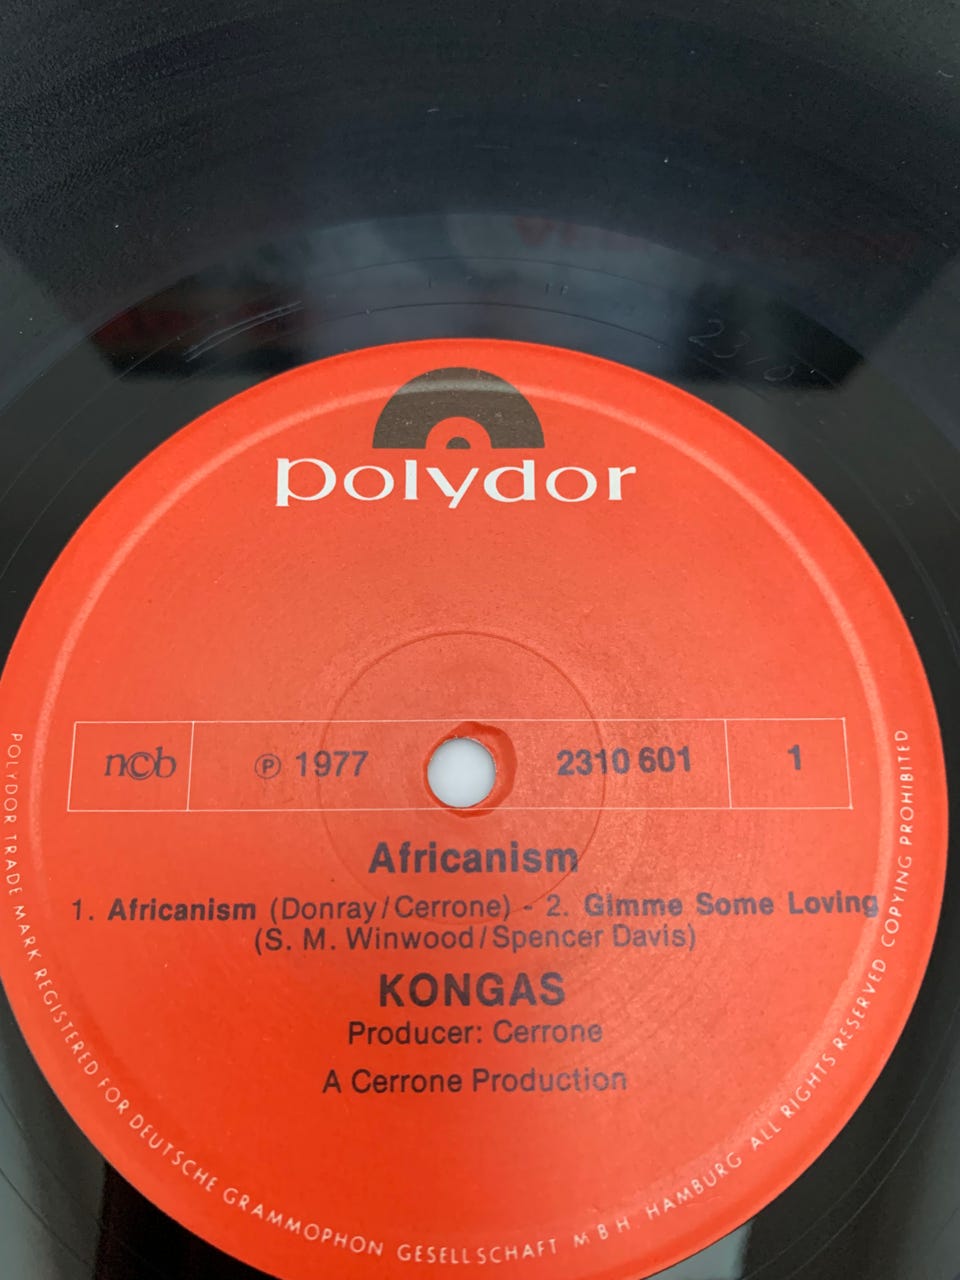 polydor
ncb ℗ 1977 2310 601 1
Africanism
1. Africanism (Donray/Cerrone) - 2. Gimme Some Loving
(S. M. Winwood/Spencer Davis)
KONGAS
Producer: Cerrone
A Cerrone Production
POLYDOR TRADE MARK REGISTERED FOR DEUTSCHE GRAMMOPHON GESELLSCHAFT M B H. HAMBURG ALL RIGHTS RESERVED COPYING PROHIBITED